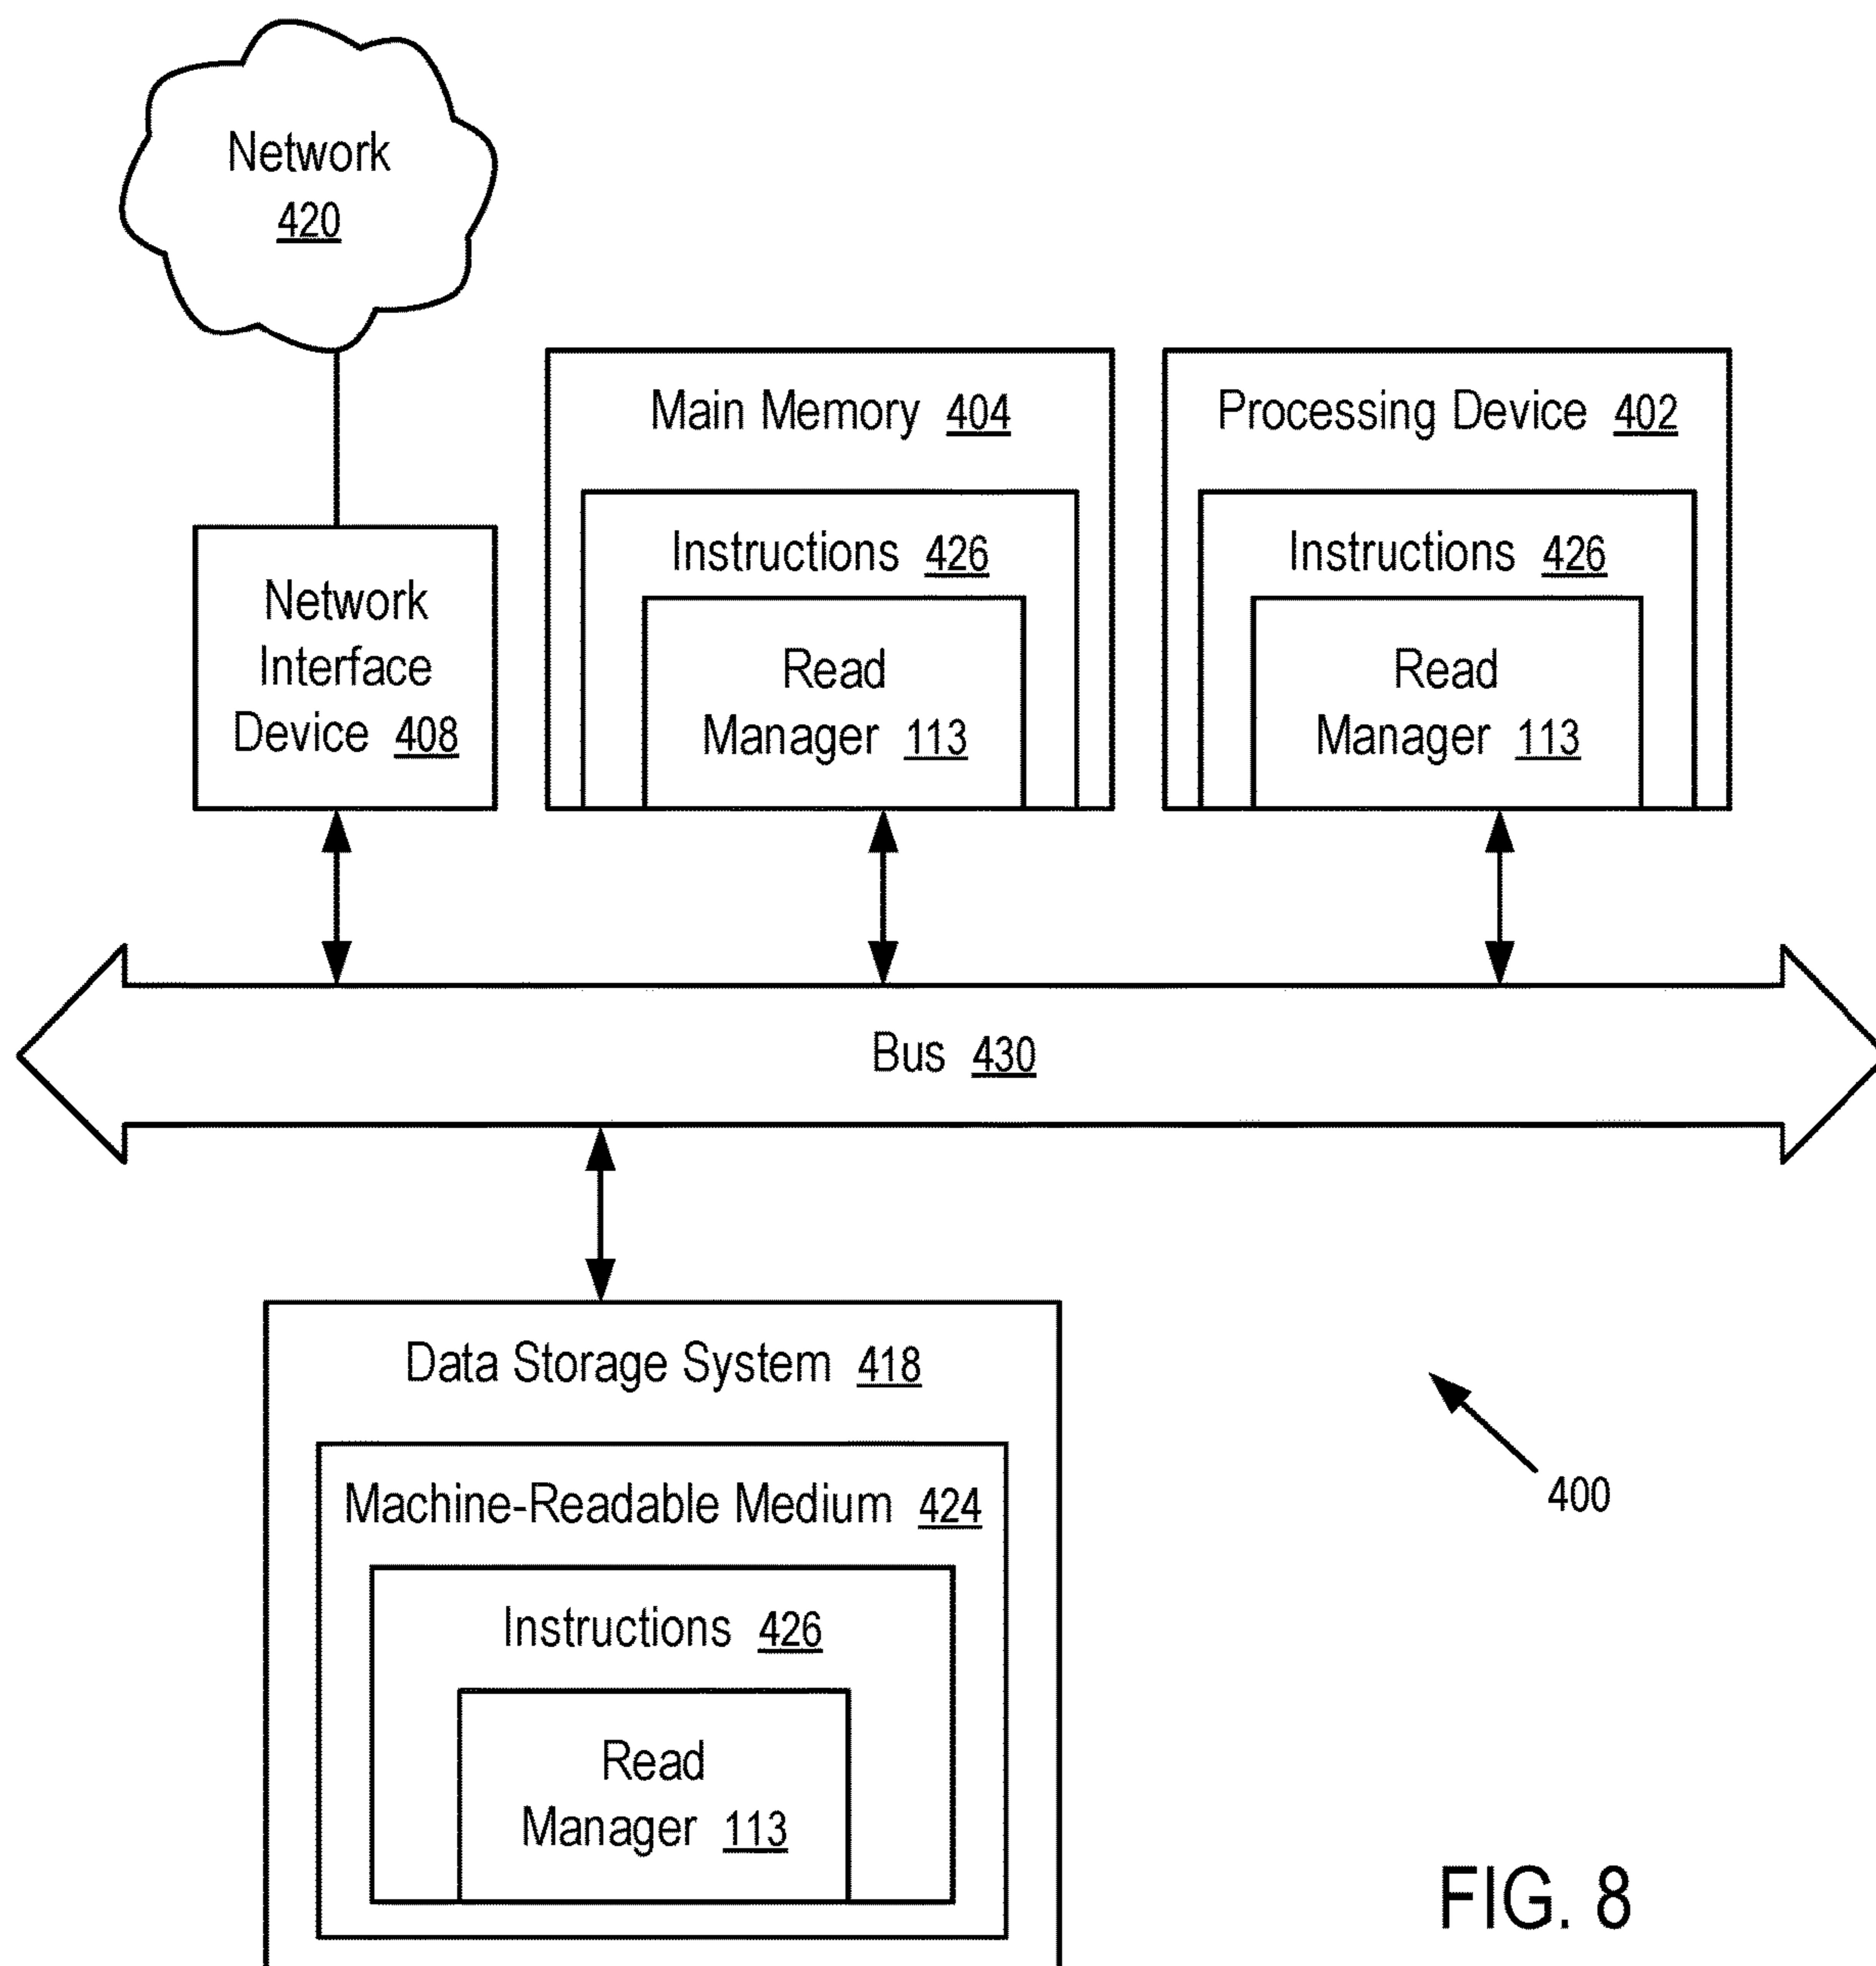 Network
420
Main Memory 404
Processing Device 402
Instructions 426
Instructions 426
Network
Interface
Device 408
Read
Manager 113
Read
Manager 113
Bus 430
Data Storage System 418
Machine-Readable Medium 424
400
Instructions 426
Read
Manager 113
FIG. 8